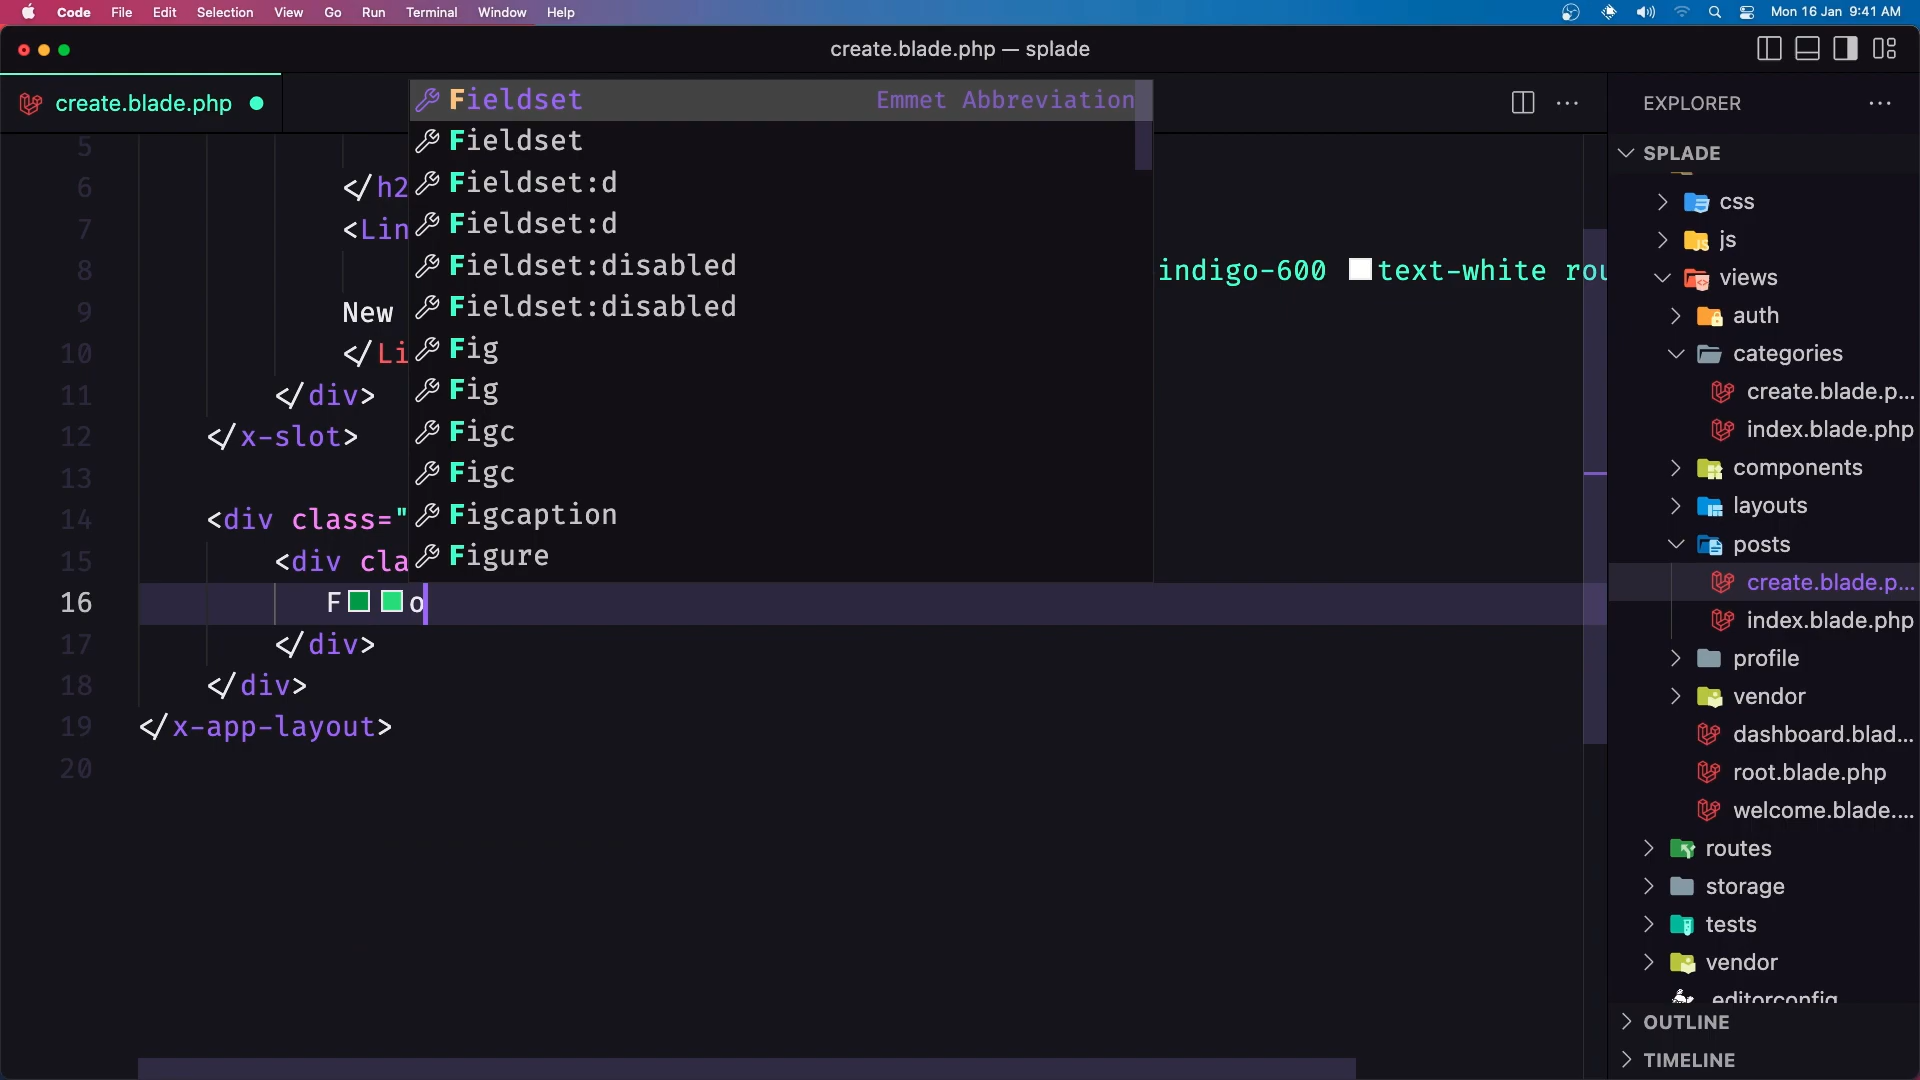 Code File Edit Selection View Go Run Terminal Window Help Mon 16 Jan 9:41 AM
create.blade.php — splade
create.blade.php
EXPLORER
SPLADE
Fieldset Emmet Abbreviation
Fieldset
Fieldset:d
Fieldset:d
Fieldset:disabled
Fieldset:disabled
Fig
Fig
Figc
Figc
Figcaption
Figure
5
6 </h2
7 <Lin
8 indigo-600 text-white rou
9 New
10 </Li
11 </div>
12 </x-slot>
13
14 <div class="
15 <div cla
16 Fo
17 </div>
18 </div>
19 </x-app-layout>
20
css
js
views
auth
categories
create.blade.p...
index.blade.php
components
layouts
posts
create.blade.p...
index.blade.php
profile
vendor
dashboard.blad...
root.blade.php
welcome.blade....
routes
storage
tests
vendor
.editorconfig
OUTLINE
TIMELINE